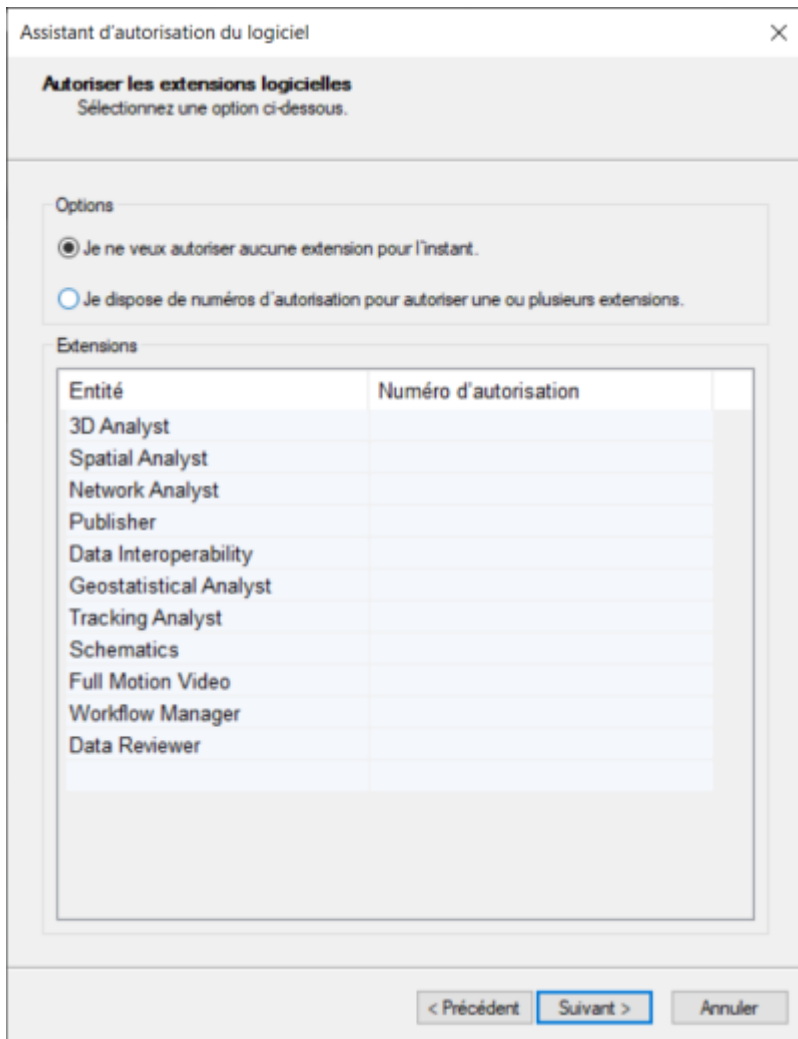 Assistant d'autorisation du logiciel
Autoriser les extensions logicielles
Sélectionnez une option ci-dessous.
Options
Je ne veux autoriser aucune extension pour l'instant.
Je dispose de numéros d'autorisation pour autoriser une ou plusieurs extensions.
Extensions
Entité Numéro d'autorisation
3D Analyst
Spatial Analyst
Network Analyst
Publisher
Data Interoperability
Geostatistical Analyst
Tracking Analyst
Schematics
Full Motion Video
Workflow Manager
Data Reviewer
< Précédent Suivant > Annuler